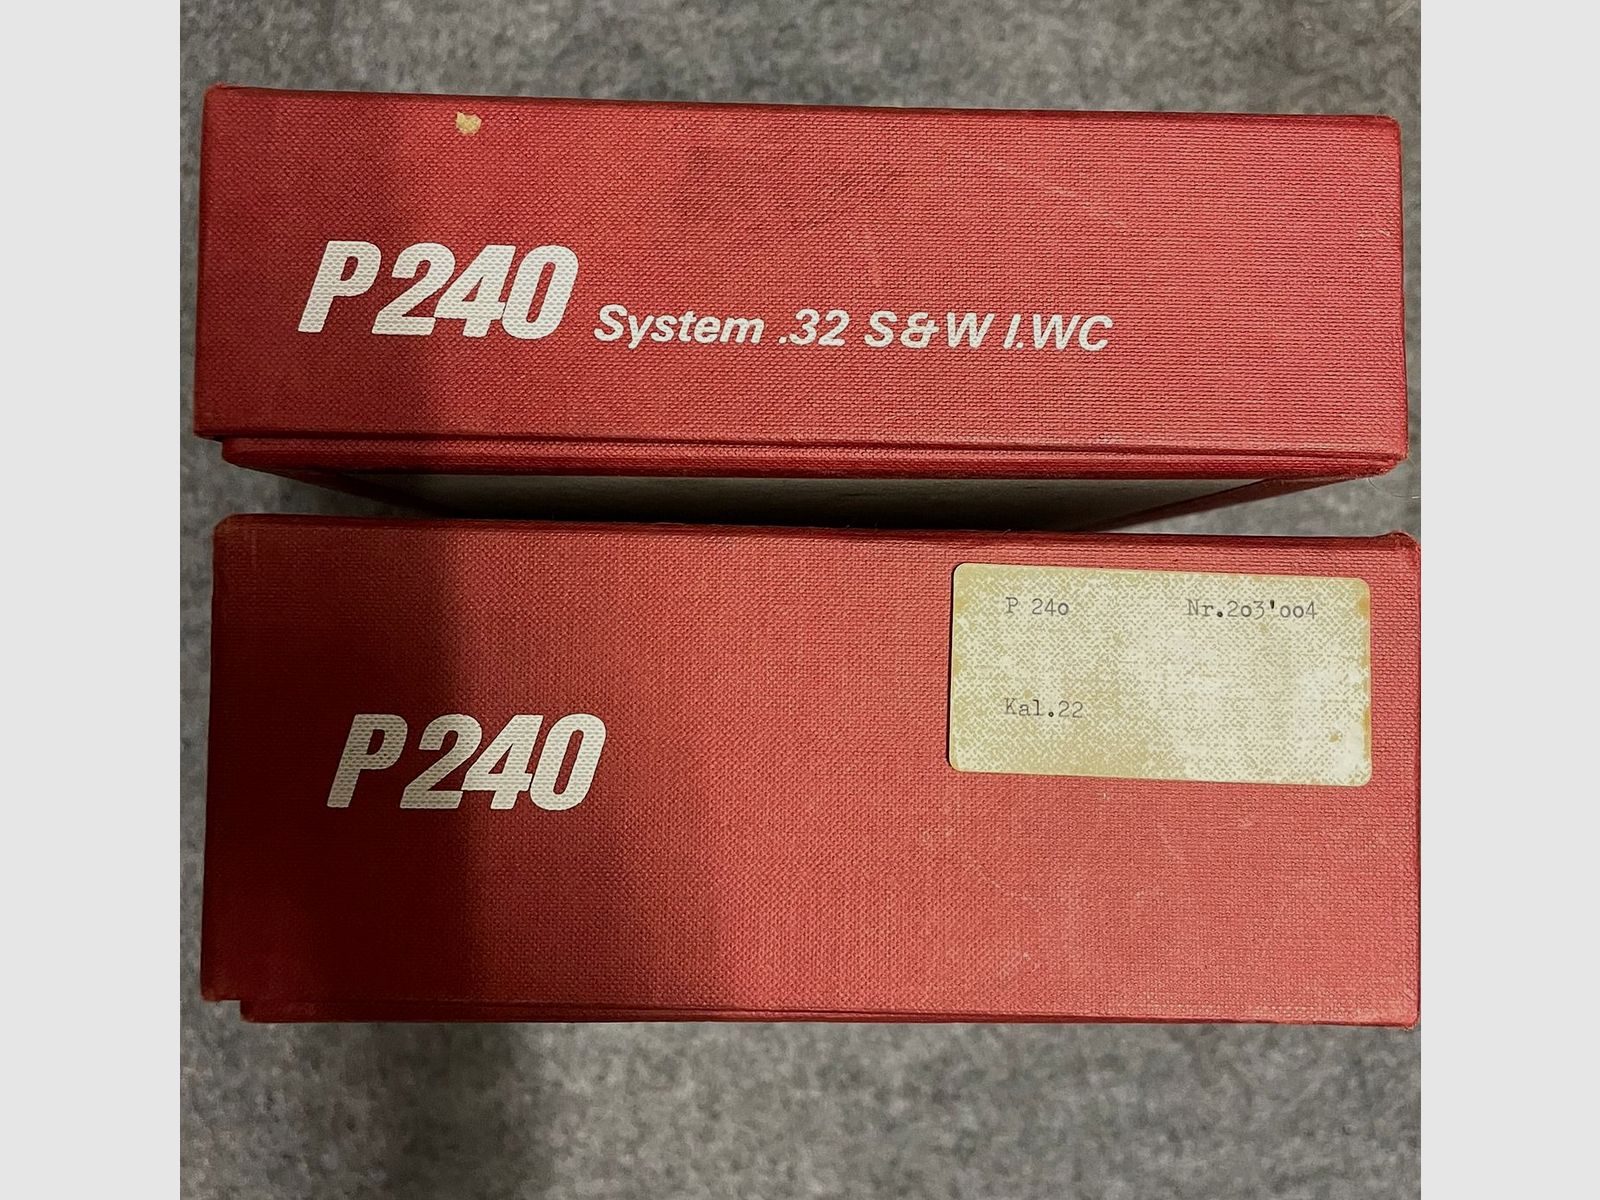 P240 System .32 S&W l.WC
P 24o Nr.2o3'oo4
Kal.22
P240